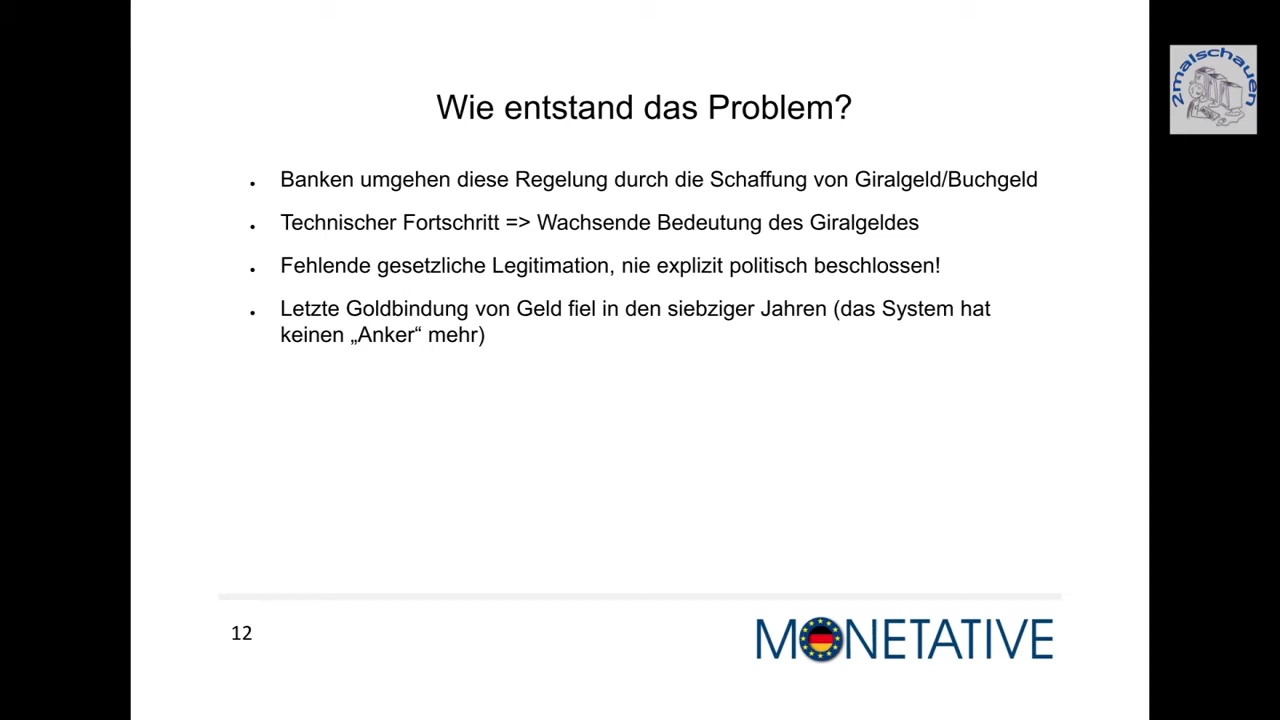 2malschauen
Wie entstand das Problem?
Banken umgehen diese Regelung durch die Schaffung von Giralgeld/Buchgeld
Technischer Fortschritt => Wachsende Bedeutung des Giralgeldes
Fehlende gesetzliche Legitimation, nie explizit politisch beschlossen!
Letzte Goldbindung von Geld fiel in den siebziger Jahren (das System hat
keinen „Anker“ mehr)
12
MONETATIVE